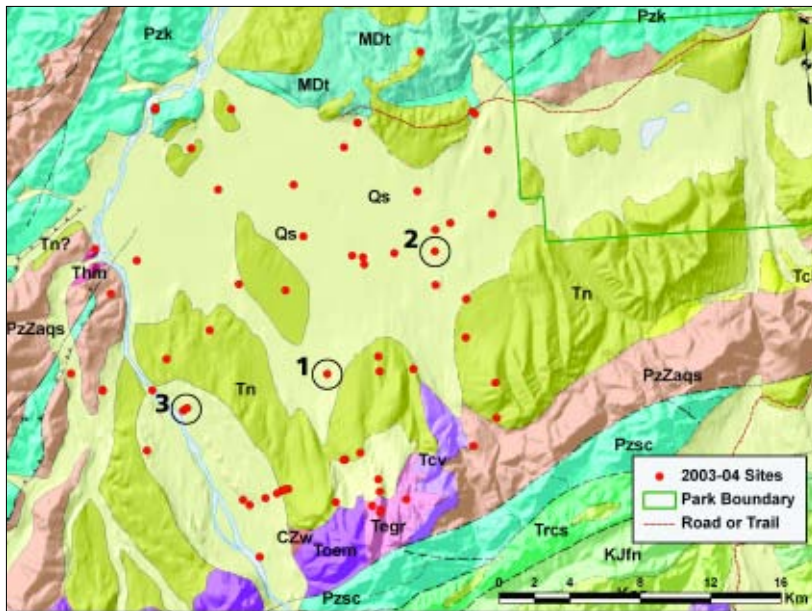 Pzk
MDt
Pzk
MDt
N
Qs
Qs
2
Tn?
Thm
Tn
Tc
PzZaqs
1
PzZaqs
Tn
3
Pzsc
Tcv
2003-04 Sites
Park Boundary
Road or Trail
Tegr
Trcs
CZw
Toem
KJfn
Pzsc
0 2 4 8 12 16
Km